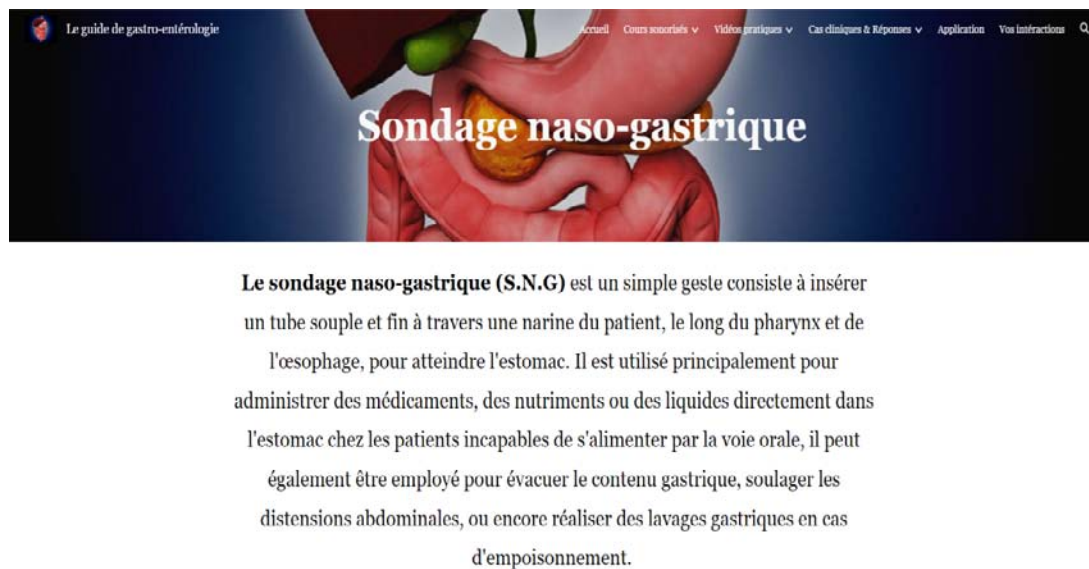 Le guide de gastro-entérologie
Accueil Cours sonorisés Vidéos pratiques Cas cliniques & Réponses Application Vos intéractions
Sondage naso-gastrique
Le sondage naso-gastrique (S.N.G) est un simple geste consiste à insérer
un tube souple et fin à travers une narine du patient, le long du pharynx et de
l'œsophage, pour atteindre l'estomac. Il est utilisé principalement pour
administrer des médicaments, des nutriments ou des liquides directement dans
l'estomac chez les patients incapables de s'alimenter par la voie orale, il peut
également être employé pour évacuer le contenu gastrique, soulager les
distensions abdominales, ou encore réaliser des lavages gastriques en cas
d'empoisonnement.